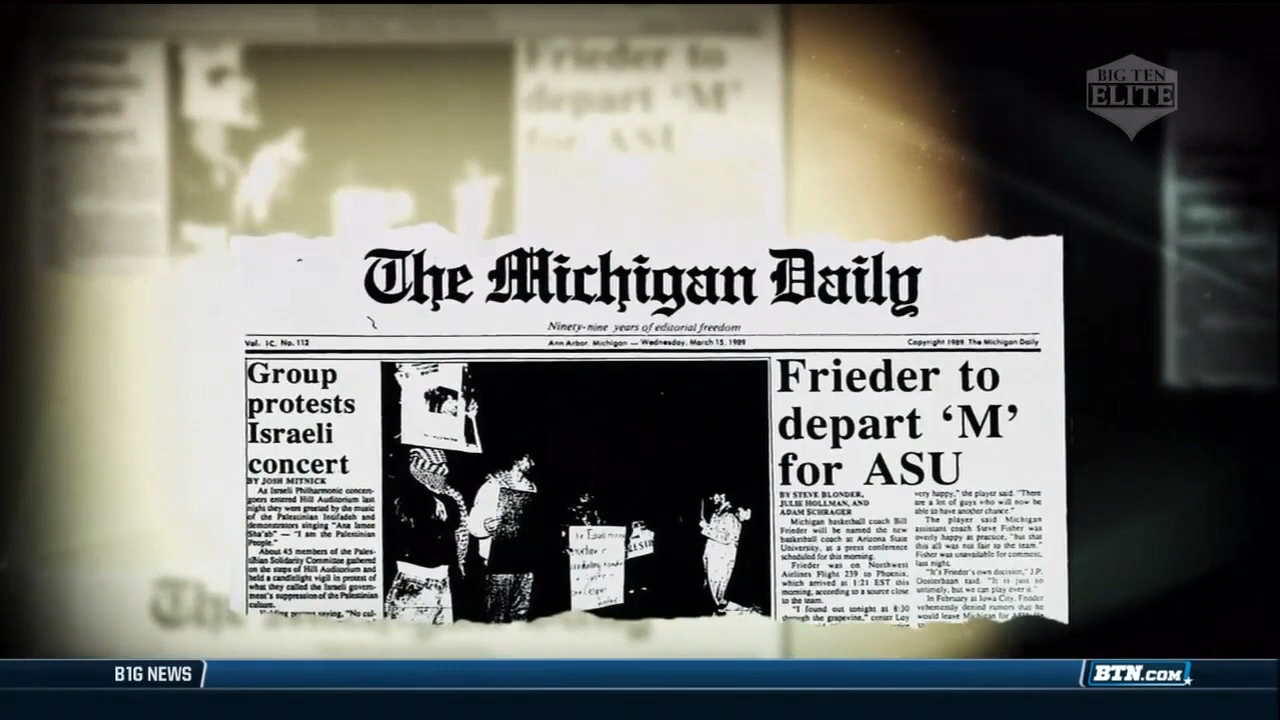 Frieder to
depart 'M'
for ASU
BIG TEN
ELITE
The Michigan Daily
Ninety-nine years of editorial freedom
Vol. IC, No. 112
Ann Arbor, Michigan — Wednesday, March 15, 1989
Copyright 1989 The Michigan Daily
Group
protests
Israeli
concert
BY JOSH MITNICK
As Israeli Philharmonic concert-
goers entered Hill Auditorium last
night they were greeted by the music
of the Palestinian Intifadeh and
demonstrators singing "Ana Ismee
Sha'ab" — "I am the Palestinian
People."
About 45 members of the Pales-
tinian Solidarity Committee gathered
on the steps of Hill Auditorium and
held a candlelight vigil in protest of
what they called the Israeli govern-
ment's suppression of the Palestinian
culture.
saying, "No cul-
Frieder to
depart 'M'
for ASU
BY STEVE BLONDER,
JULIE HOLLMAN, AND
ADAM SCHRAGER
Michigan basketball coach Bill
Frieder will be named the new
basketball coach at Arizona State
University, at a press conference
scheduled for this morning.
Frieder was on Northwest
Airlines Flight 239 to Phoenix,
which arrived at 1:21 EST this
morning, according to a source close
to the team.
"I found out tonight at 8:30
through the grapevine," center Loy
very happy," the player said. "There
are a lot of guys who will now be
able to have another chance."
The player said Michigan
assistant coach Steve Fisher was
overly happy at practice, "but that
this all was not fair to the team."
Fisher was unavailable for comment,
last night.
"It's Frieder's own decision," J.P.
Oosterbaan said. "It is just so
untimely, but we can play over it."
In February at Iowa City, Frieder
vehemently denied rumors that he
would leave Michigan for
B1G NEWS
BTN.COM